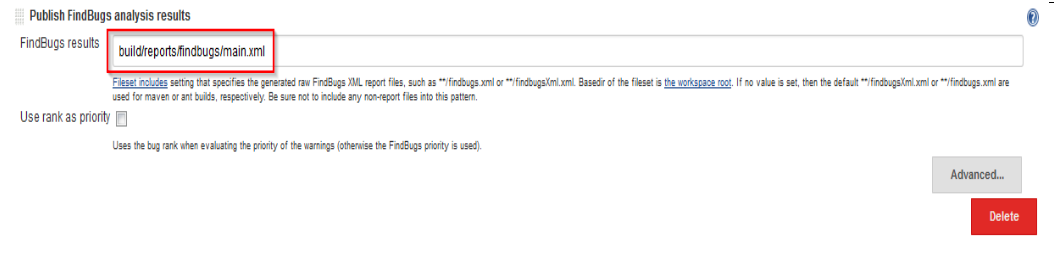 Publish FindBugs analysis results
FindBugs results
build/reports/findbugs/main.xml
Fileset includes setting that specifies the generated raw FindBugs XML report files, such as **/findbugs.xml or **/findbugsXml.xml. Basedir of the fileset is the workspace root. If no value is set, then the default **/findbugsXml.xml or **/findbugs.xml are
used for maven or ant builds, respectively. Be sure not to include any non-report files into this pattern.
Use rank as priority
Uses the bug rank when evaluating the priority of the warnings (otherwise the FindBugs priority is used).
Advanced...
Delete